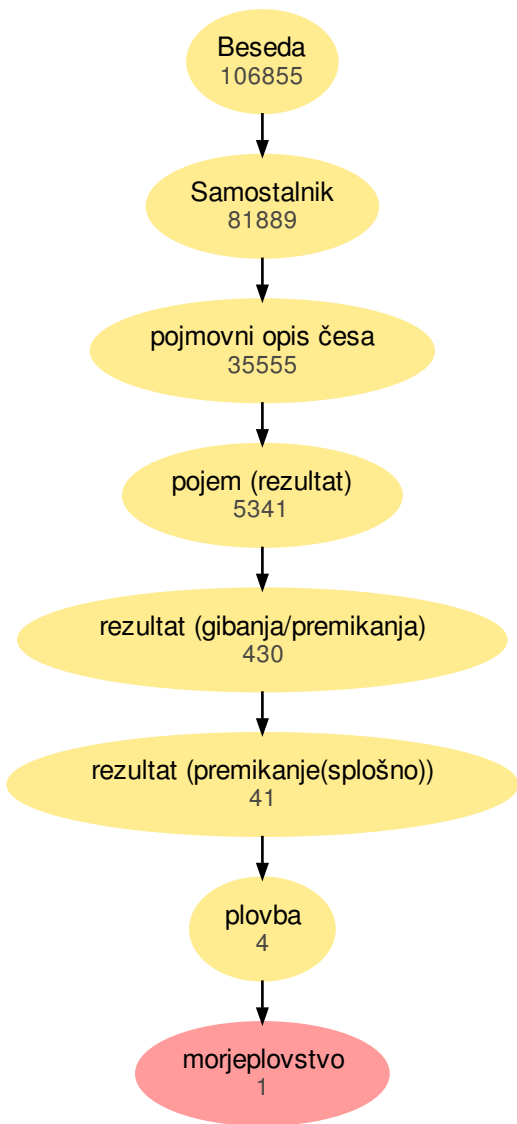 Beseda
106855
Samostalnik
81889
pojmovni opis česa
35555
pojem (rezultat)
5341
rezultat (gibanja/premikanja)
430
rezultat (premikanje(splošno))
41
plovba
4
morjeplovstvo
1